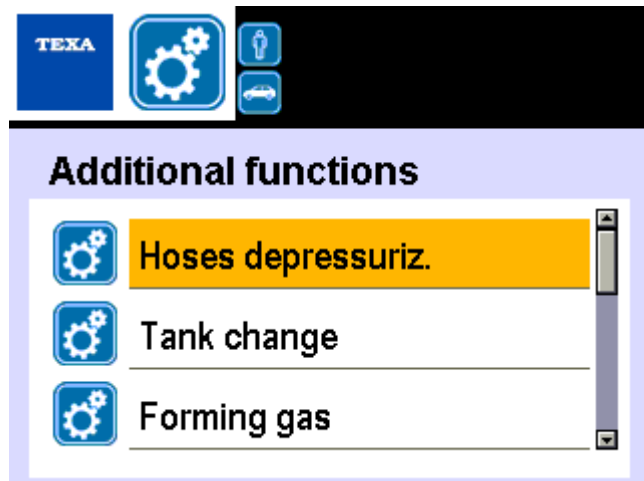 TEXA
Additional functions
Hoses depressuriz.
Tank change
Forming gas